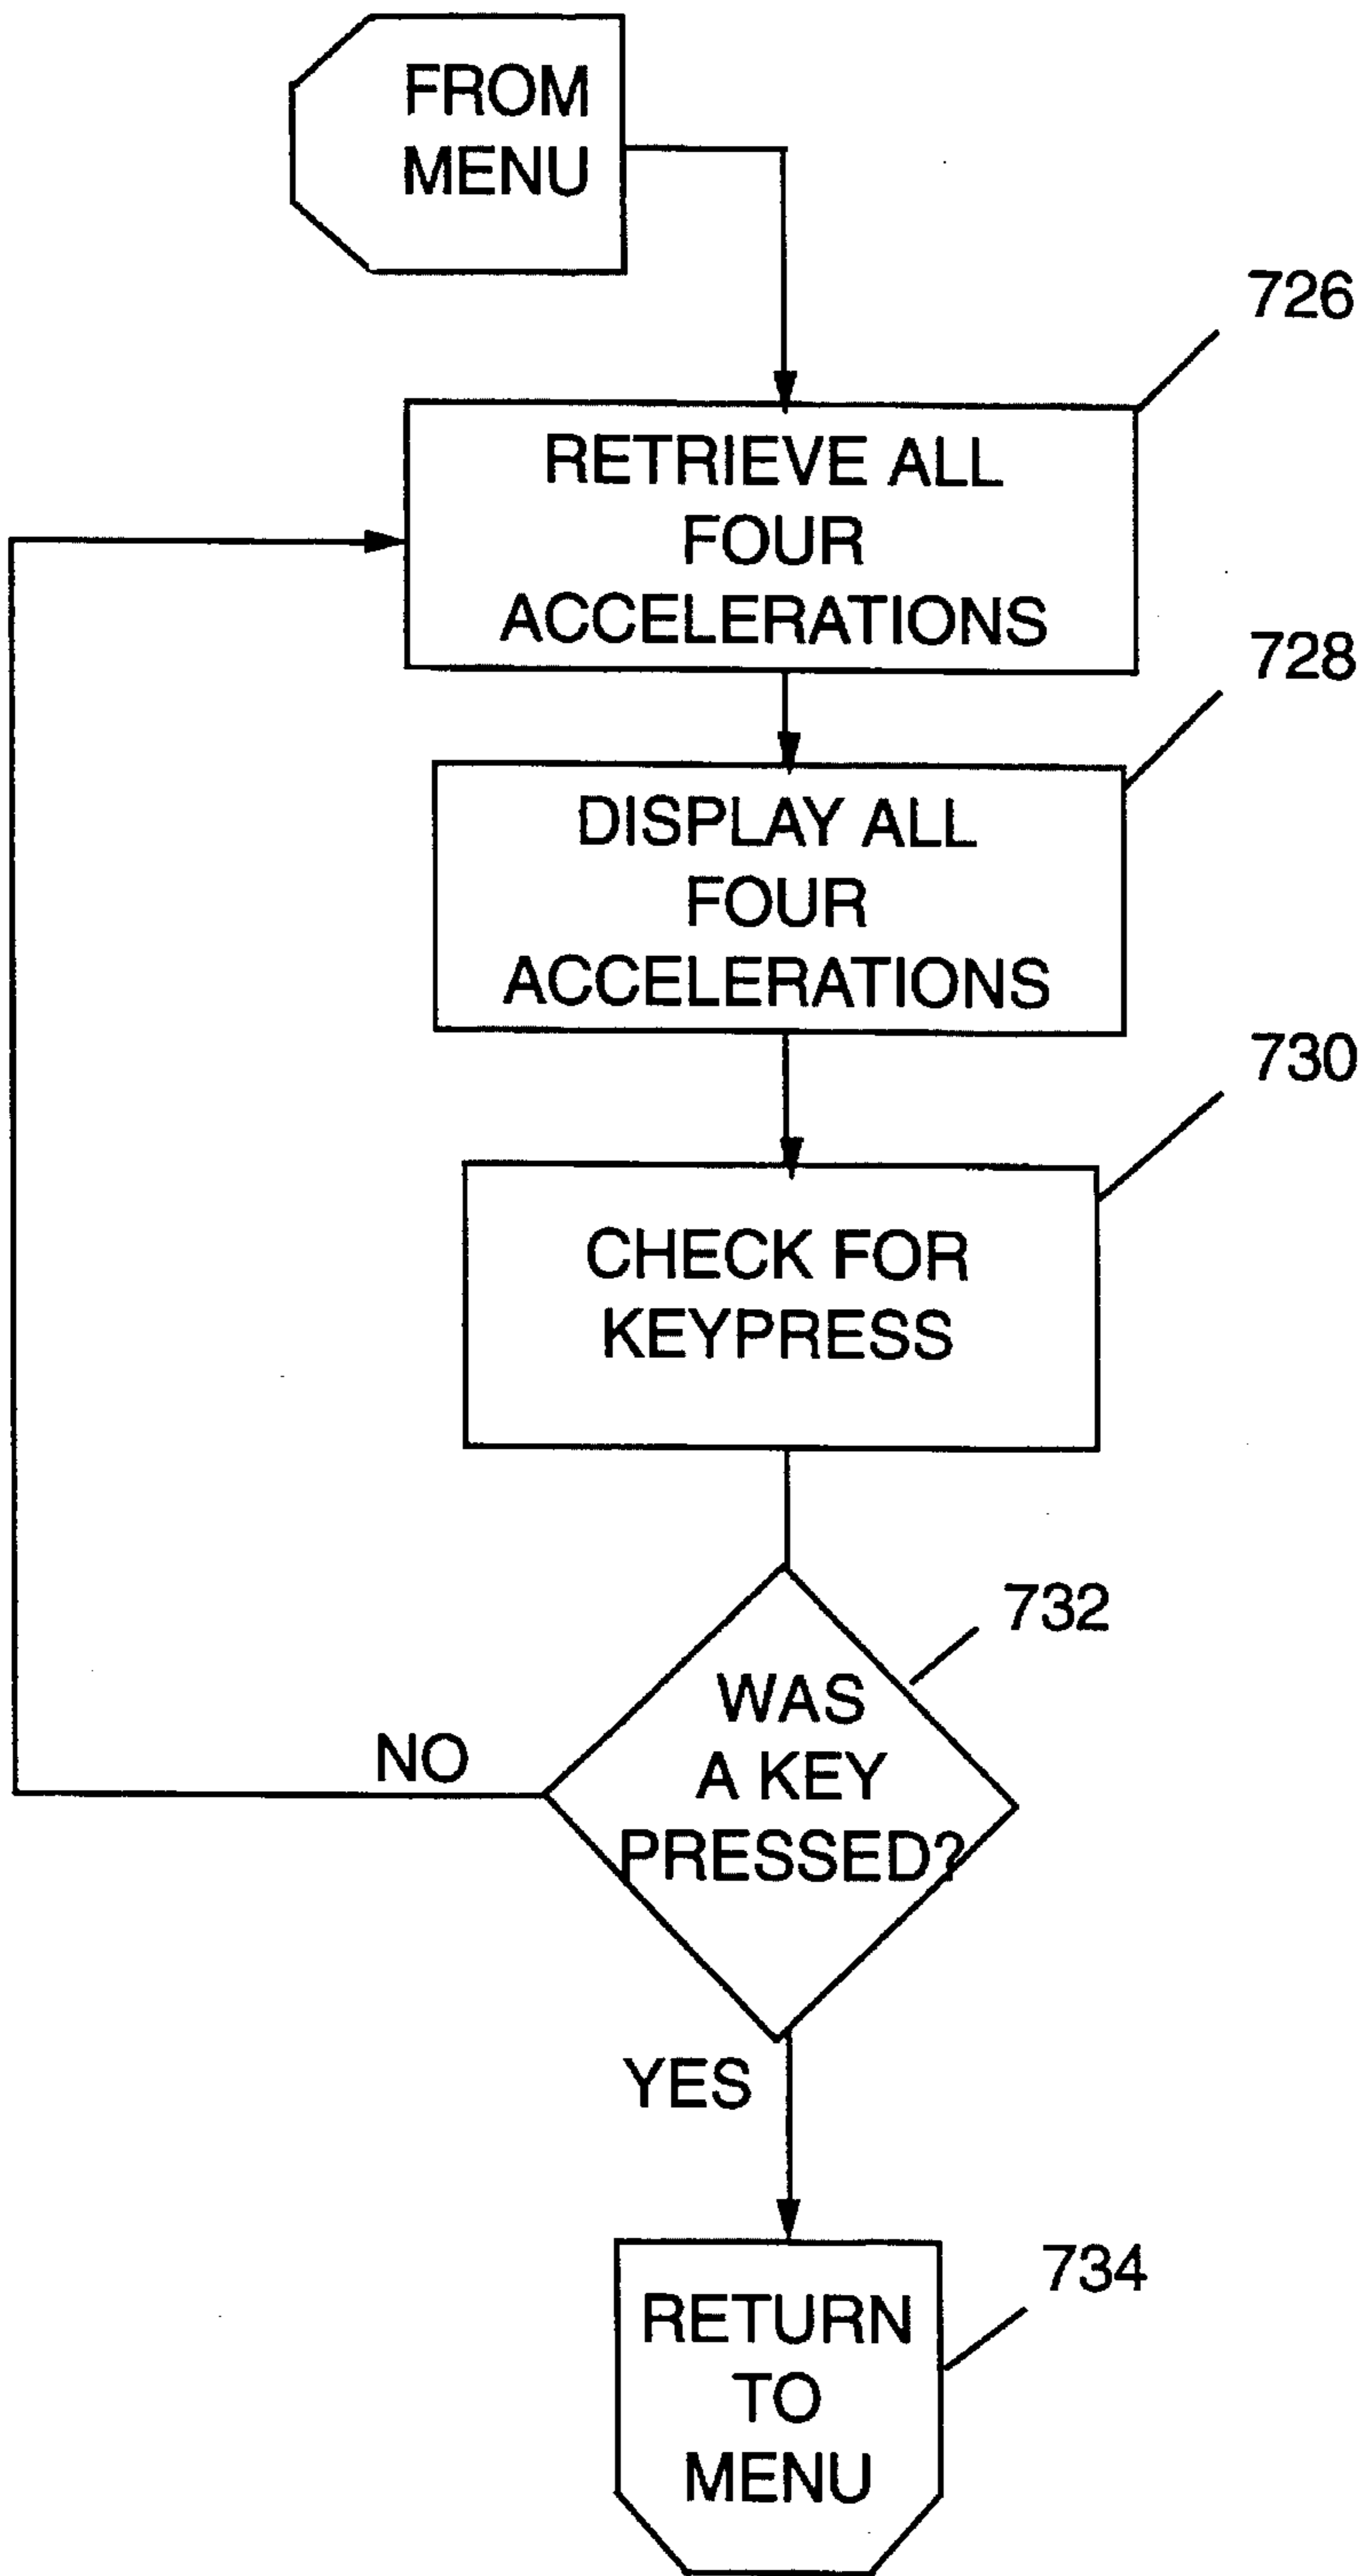 FROM
MENU
726
RETRIEVE ALL
FOUR
ACCELERATIONS
728
DISPLAY ALL
FOUR
ACCELERATIONS
730
CHECK FOR
KEYPRESS
732
WAS
A KEY
PRESSED?
NO
YES
734
RETURN
TO
MENU